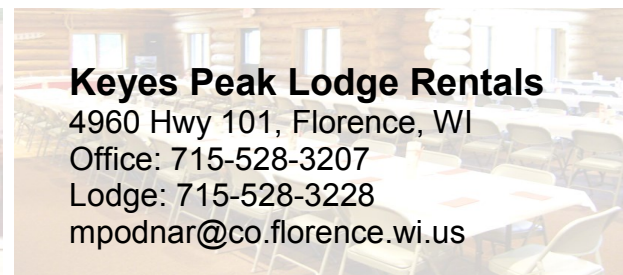 Keyes Peak Lodge Rentals
4960 Hwy 101, Florence, WI
Office: 715-528-3207
Lodge: 715-528-3228
mpodnar@co.florence.wi.us